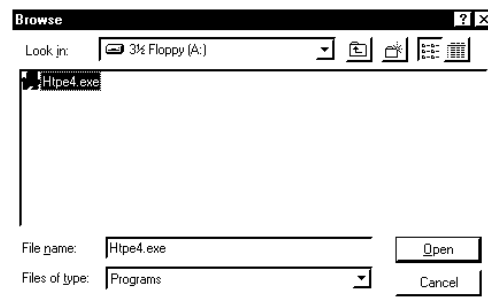 Browse
Look in: 3½ Floppy (A:)
Htpe4.exe
File name: Htpe4.exe Open
Files of type: Programs Cancel